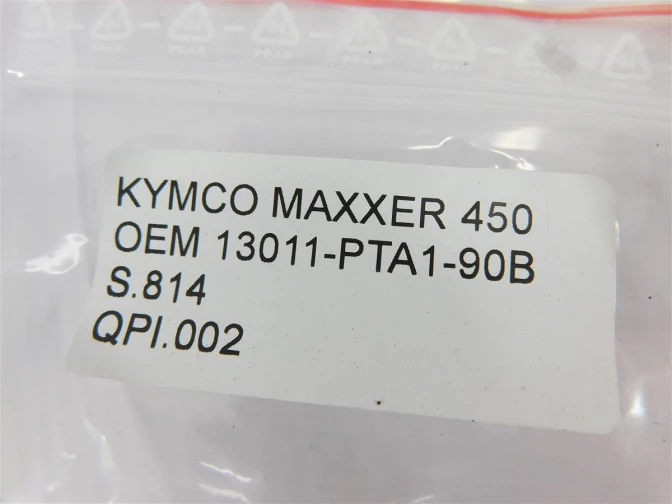 KYMCO MAXXER 450
OEM 13011-PTA1-90B
S.814
QPI.002